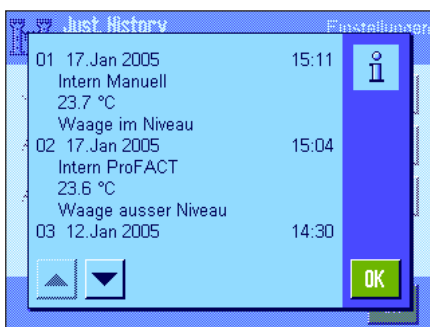 Just. History
Einstellungen
01 17.Jan 2005 15:11
Intern Manuell
23.7 °C
Waage im Niveau
02 17.Jan 2005 15:04
Intern ProFACT
23.6 °C
Waage ausser Niveau
03 12.Jan 2005 14:30
OK